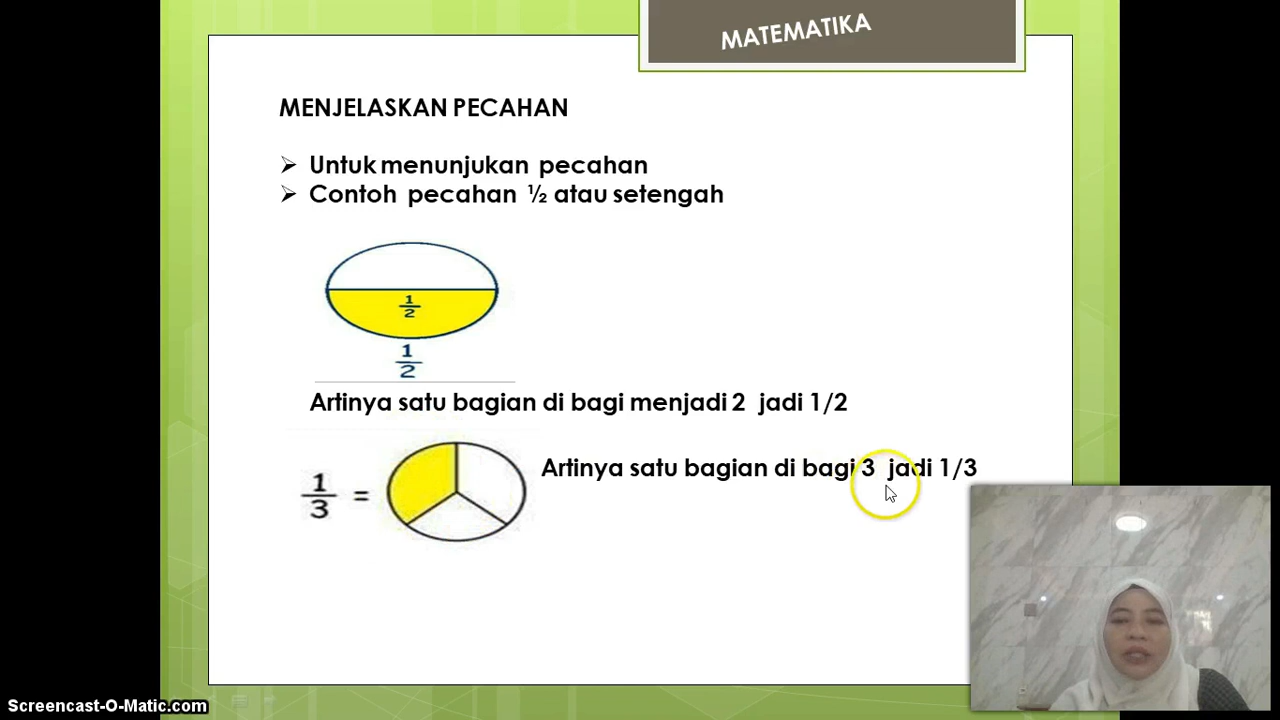 MATEMATIKA
MENJELASKAN PECAHAN
➢ Untuk menunjukan pecahan
➢ Contoh pecahan ½ atau setengah
1/2
1/2
Artinya satu bagian di bagi menjadi 2 jadi 1/2
1/3 =
Artinya satu bagian di bagi 3 jadi 1/3
Screencast-O-Matic.com